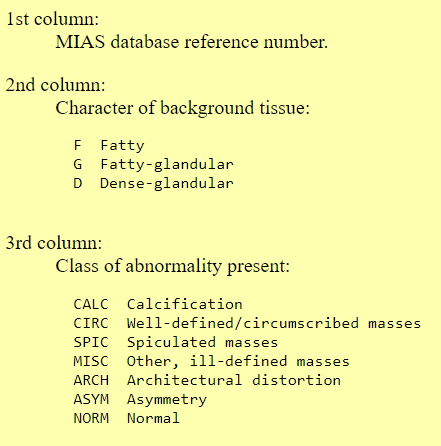 1st column:
MIAS database reference number.
2nd column:
Character of background tissue:
F Fatty
G Fatty-glandular
D Dense-glandular
3rd column:
Class of abnormality present:
CALC Calcification
CIRC Well-defined/circumscribed masses
SPIC Spiculated masses
MISC Other, ill-defined masses
ARCH Architectural distortion
ASYM Asymmetry
NORM Normal